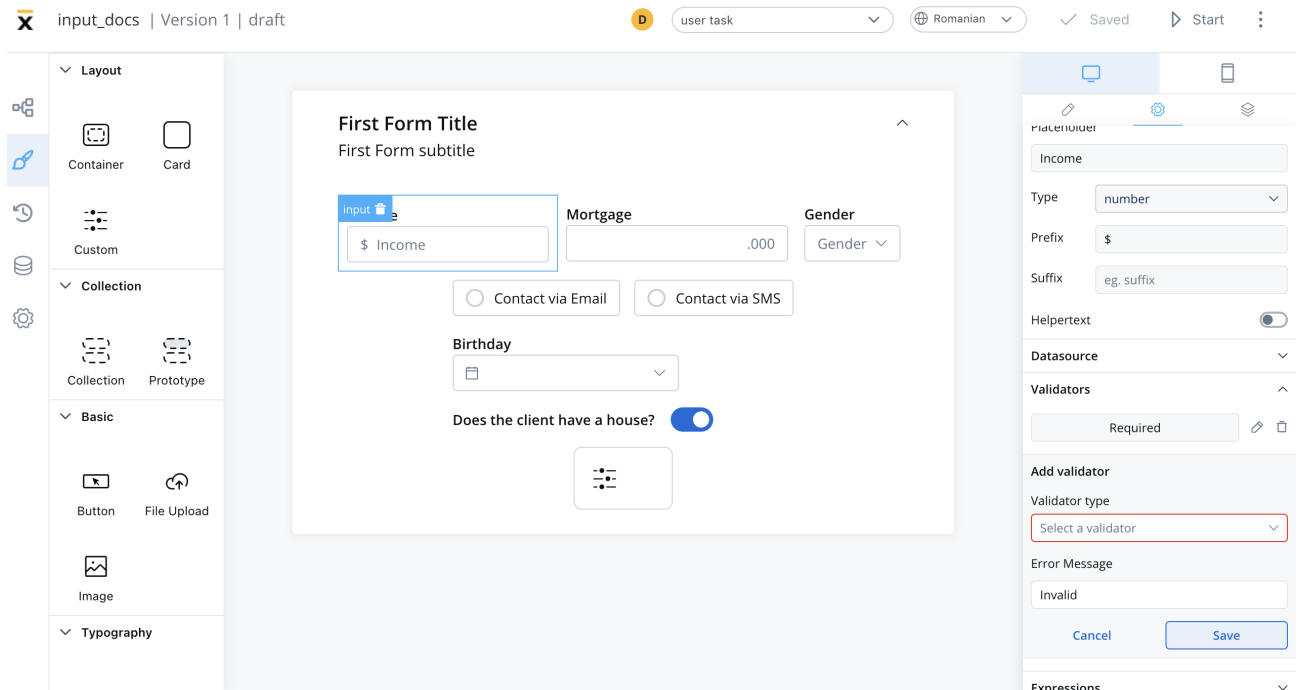 input_docs | Version 1 | draft
D
user task
Romanian
Saved
Start
Layout
Container
Card
Custom
Collection
Collection
Prototype
Basic
Button
File Upload
Image
Typography
First Form Title
First Form subtitle
input
e
$ Income
Mortgage
.000
Gender
Gender
Contact via Email
Contact via SMS
Birthday
Does the client have a house?
Placeholder
Income
Type
number
Prefix
$
Suffix
eg. suffix
Helpertext
Datasource
Validators
Required
Add validator
Validator type
Select a validator
Error Message
Invalid
Cancel
Save
Expressions